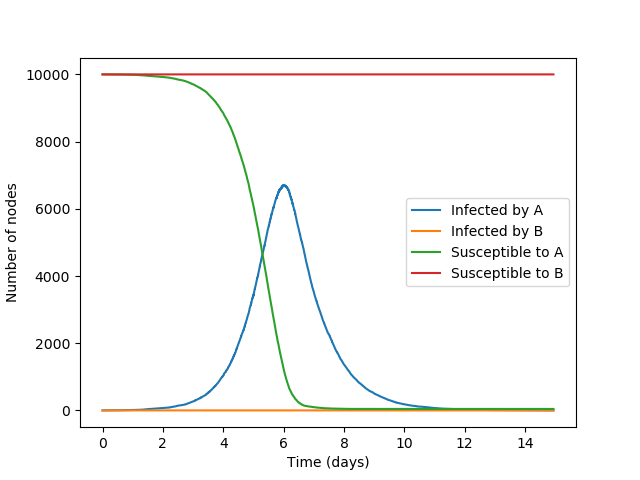 10000
8000
6000
4000
2000
0
Number of nodes
Infected by A
Infected by B
Susceptible to A
Susceptible to B
0 2 4 6 8 10 12 14
Time (days)